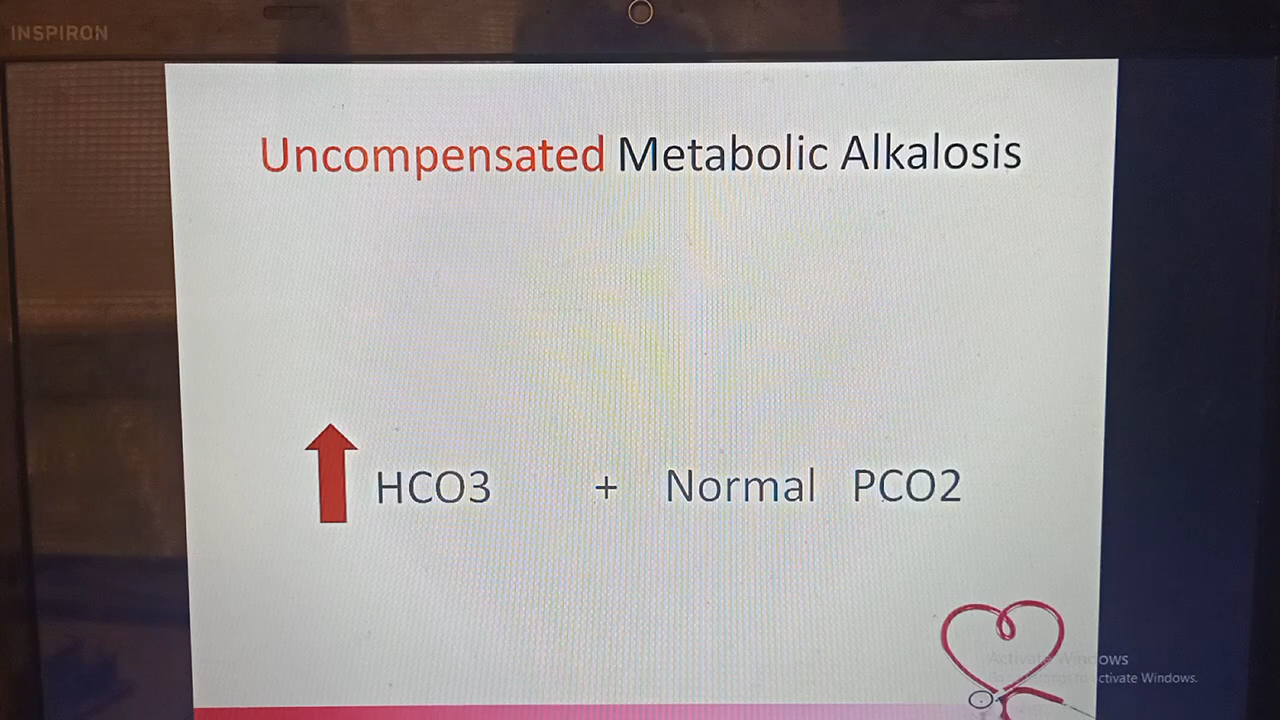 INSPIRON
Uncompensated Metabolic Alkalosis
HCO3 + Normal PCO2
Activate Windows
activate Windows.